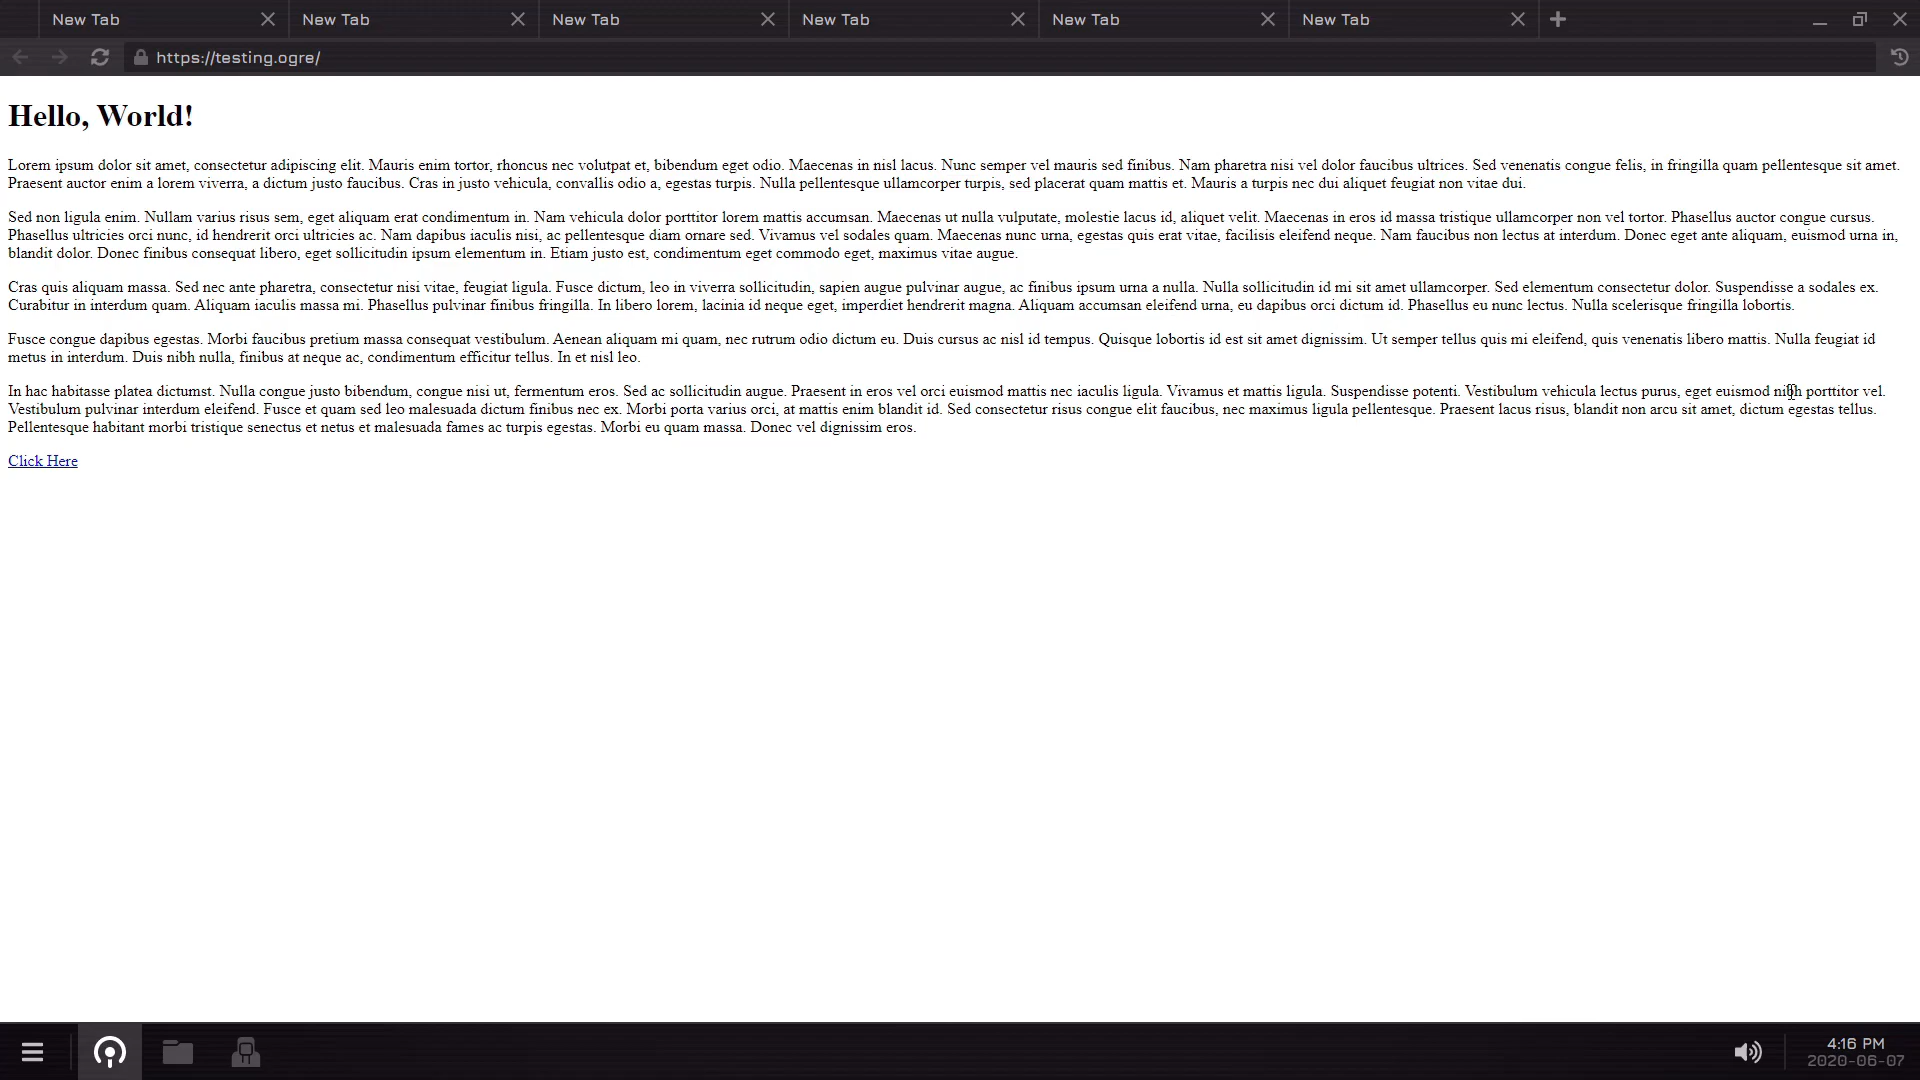 New Tab New Tab New Tab New Tab New Tab New Tab
https://testing.ogre/
Hello, World!
Lorem ipsum dolor sit amet, consectetur adipiscing elit. Mauris enim tortor, rhoncus nec volutpat et, bibendum eget odio. Maecenas in nisl lacus. Nunc semper vel mauris sed finibus. Nam pharetra nisi vel dolor faucibus ultrices. Sed venenatis congue felis, in fringilla quam pellentesque sit amet.
Praesent auctor enim a lorem viverra, a dictum justo faucibus. Cras in justo vehicula, convallis odio a, egestas turpis. Nulla pellentesque ullamcorper turpis, sed placerat quam mattis et. Mauris a turpis nec dui aliquet feugiat non vitae dui.
Sed non ligula enim. Nullam varius risus sem, eget aliquam erat condimentum in. Nam vehicula dolor porttitor lorem mattis accumsan. Maecenas ut nulla vulputate, molestie lacus id, aliquet velit. Maecenas in eros id massa tristique ullamcorper non vel tortor. Phasellus auctor congue cursus.
Phasellus ultricies orci nunc, id hendrerit orci ultricies ac. Nam dapibus iaculis nisi, ac pellentesque diam ornare sed. Vivamus vel sodales quam. Maecenas nunc urna, egestas quis erat vitae, facilisis eleifend neque. Nam faucibus non lectus at interdum. Donec eget ante aliquam, euismod urna in,
blandit dolor. Donec finibus consequat libero, eget sollicitudin ipsum elementum in. Etiam justo est, condimentum eget commodo eget, maximus vitae augue.
Cras quis aliquam massa. Sed nec ante pharetra, consectetur nisi vitae, feugiat ligula. Fusce dictum, leo in viverra sollicitudin, sapien augue pulvinar augue, ac finibus ipsum urna a nulla. Nulla sollicitudin id mi sit amet ullamcorper. Sed elementum consectetur dolor. Suspendisse a sodales ex.
Curabitur in interdum quam. Aliquam iaculis massa mi. Phasellus pulvinar finibus fringilla. In libero lorem, lacinia id neque eget, imperdiet hendrerit magna. Aliquam accumsan eleifend urna, eu dapibus orci dictum id. Phasellus eu nunc lectus. Nulla scelerisque fringilla lobortis.
Fusce congue dapibus egestas. Morbi faucibus pretium massa consequat vestibulum. Aenean aliquam mi quam, nec rutrum odio dictum eu. Duis cursus ac nisl id tempus. Quisque lobortis id est sit amet dignissim. Ut semper tellus quis mi eleifend, quis venenatis libero mattis. Nulla feugiat id
metus in interdum. Duis nibh nulla, finibus at neque ac, condimentum efficitur tellus. In et nisl leo.
In hac habitasse platea dictumst. Nulla congue justo bibendum, congue nisi ut, fermentum eros. Sed ac sollicitudin augue. Praesent in eros vel orci euismod mattis nec iaculis ligula. Vivamus et mattis ligula. Suspendisse potenti. Vestibulum vehicula lectus purus, eget euismod nibh porttitor vel.
Vestibulum pulvinar interdum eleifend. Fusce et quam sed leo malesuada dictum finibus nec ex. Morbi porta varius orci, at mattis enim blandit id. Sed consectetur risus congue elit faucibus, nec maximus ligula pellentesque. Praesent lacus risus, blandit non arcu sit amet, dictum egestas tellus.
Pellentesque habitant morbi tristique senectus et netus et malesuada fames ac turpis egestas. Morbi eu quam massa. Donec vel dignissim eros.
Click Here
4:16 PM
2020-06-07